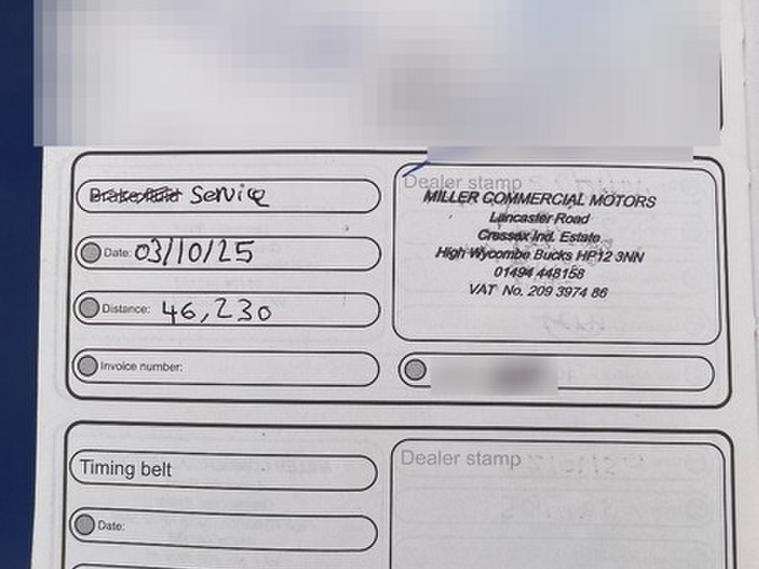 Brake fluid Service
Date: 03/10/25
Distance: 46,230
Invoice number:
Dealer stamp
MILLER COMMERCIAL MOTORS
Lancaster Road
Cressex Ind. Estate
High Wycombe Bucks HP12 3NN
01494 448158
VAT No. 209 3974 86
Timing belt
Date:
Dealer stamp